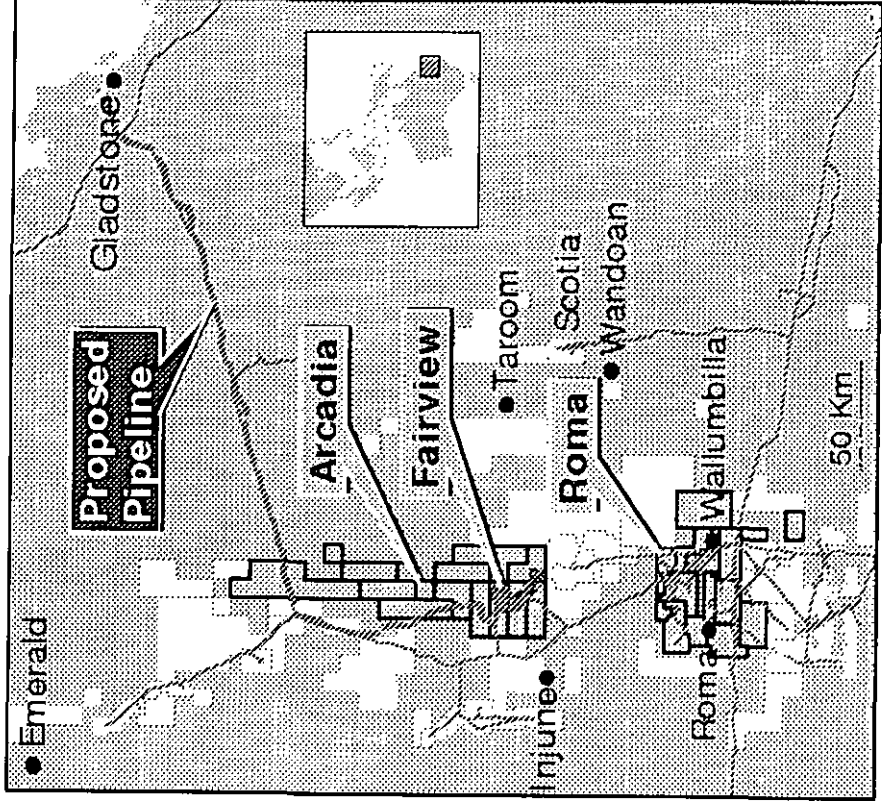 Emerald
Gladstone
Proposed
Pipeline
Arcadia
Fairview
Taroom
Injune
Scotia
Wandoan
Roma
Wallumbilla
Roma
50 Km